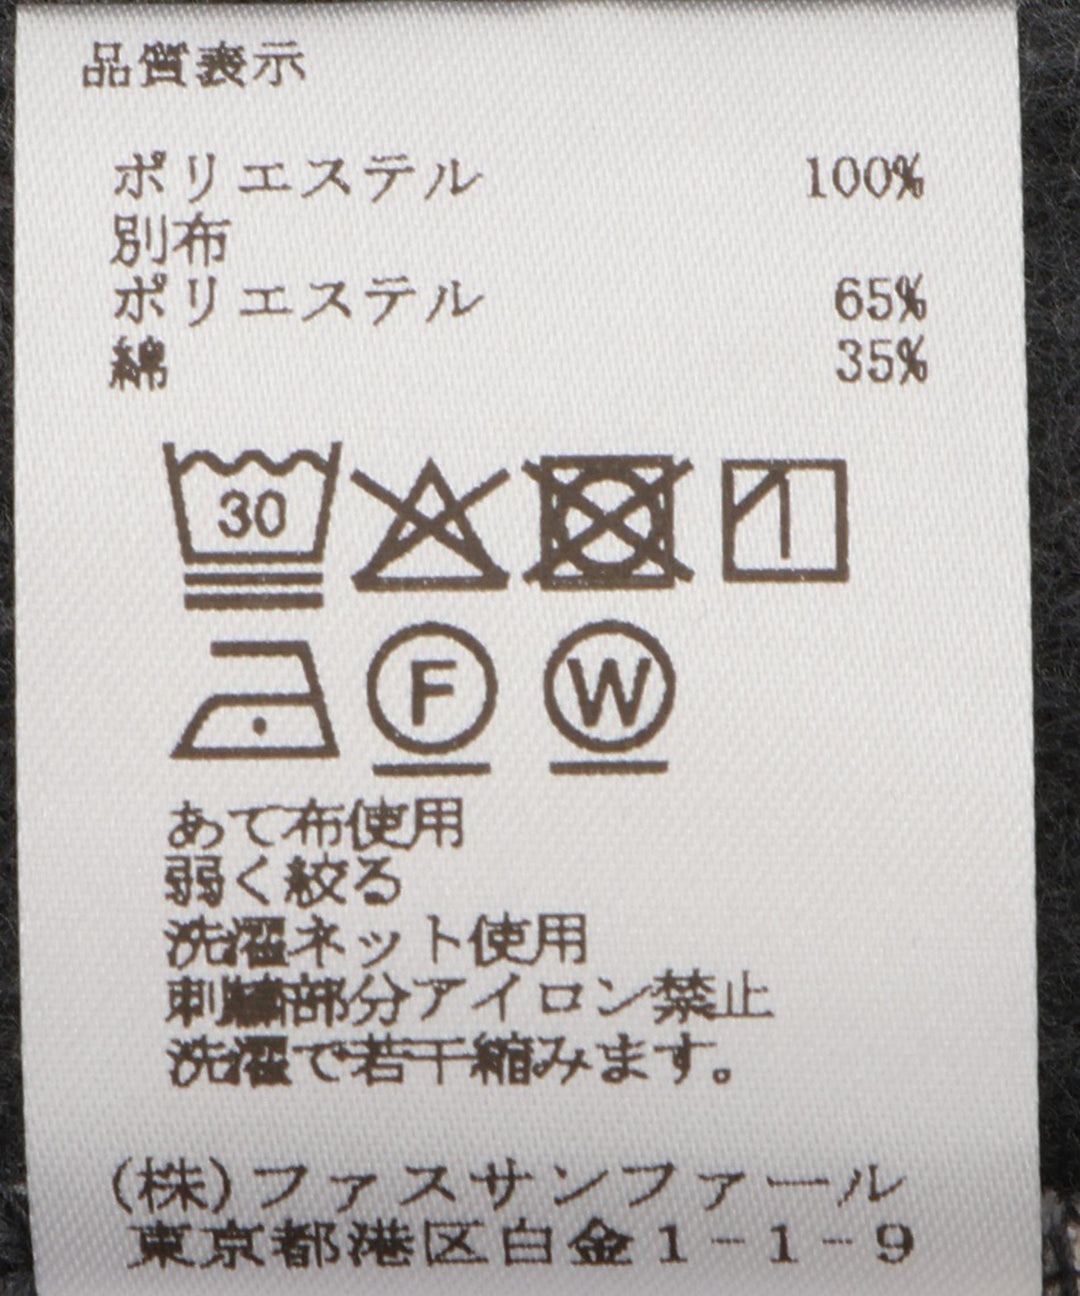 品質表示
ポリエステル 100%
別布
ポリエステル 65%
綿 35%
30
F W
あて布使用
弱く絞る
洗濯ネット使用
刺繍部分アイロン禁止
洗濯で若干縮みます。
(株)ファスサンファール
東京都港区白金1-1-9